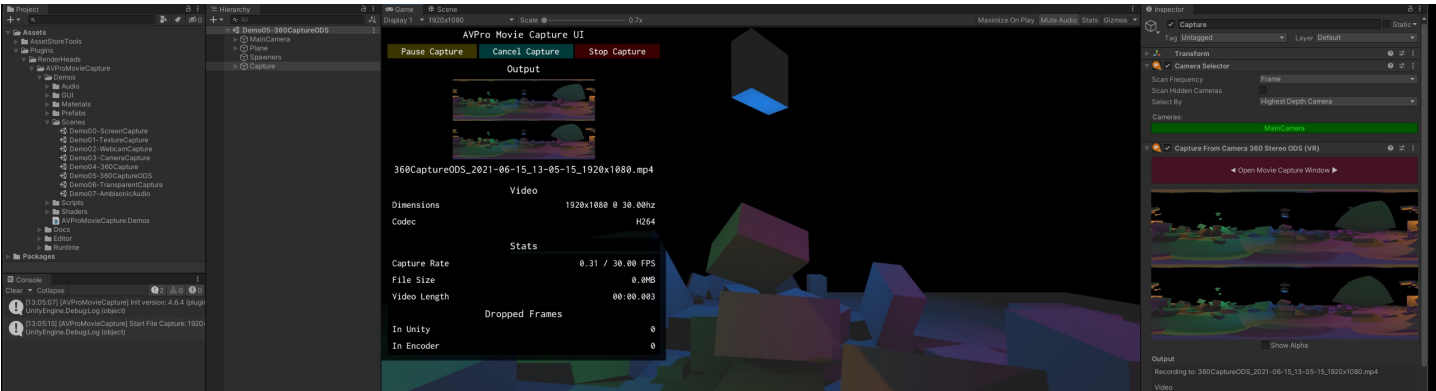 Project
Assets
AssetStoreTools
Plugins
RenderHeads
AVProMovieCapture
Demos
Audio
GUI
Materials
Prefabs
Scenes
Demo00-ScreenCapture
Demo01-TextureCapture
Demo02-WebcamCapture
Demo03-CameraCapture
Demo04-360Capture
Demo05-360CaptureODS
Demo06-TransparentCapture
Demo07-AmbisonicAudio
Scripts
Shaders
AVProMovieCapture.Demos
Docs
Editor
Runtime
Packages
Console
Clear Collapse 2 0 0
[13:05:07] [AVProMovieCapture] Init version: 4.6.4 (plugi
UnityEngine.Debug:Log (object)
[13:05:15] [AVProMovieCapture] Start File Capture: 1920x
UnityEngine.Debug:Log (object)
Hierarchy
All
Demo05-360CaptureODS
MainCamera
Plane
Spawners
Capture
Game Scene
Display 1 1920x1080 Scale 0.7x Maximize On Play Mute Audio Stats Gizmos
AVPro Movie Capture UI
Pause Capture Cancel Capture Stop Capture
Output
360CaptureODS_2021-06-15_13-05-15_1920x1080.mp4
Video
Dimensions 1920x1080 @ 30.00hz
Codec H264
Stats
Capture Rate 0.31 / 30.00 FPS
File Size 0.0MB
Video Length 00:00.003
Dropped Frames
In Unity 0
In Encoder 0
Inspector
Capture Static
Tag Untagged Layer Default
Transform
Camera Selector
Scan Frequency Frame
Scan Hidden Cameras
Select By Highest Depth Camera
Cameras:
MainCamera
Capture From Camera 360 Stereo ODS (VR)
◄ Open Movie Capture Window ►
Show Alpha
Output
Recording to: 360CaptureODS_2021-06-15_13-05-15_1920x1080.mp4
Video